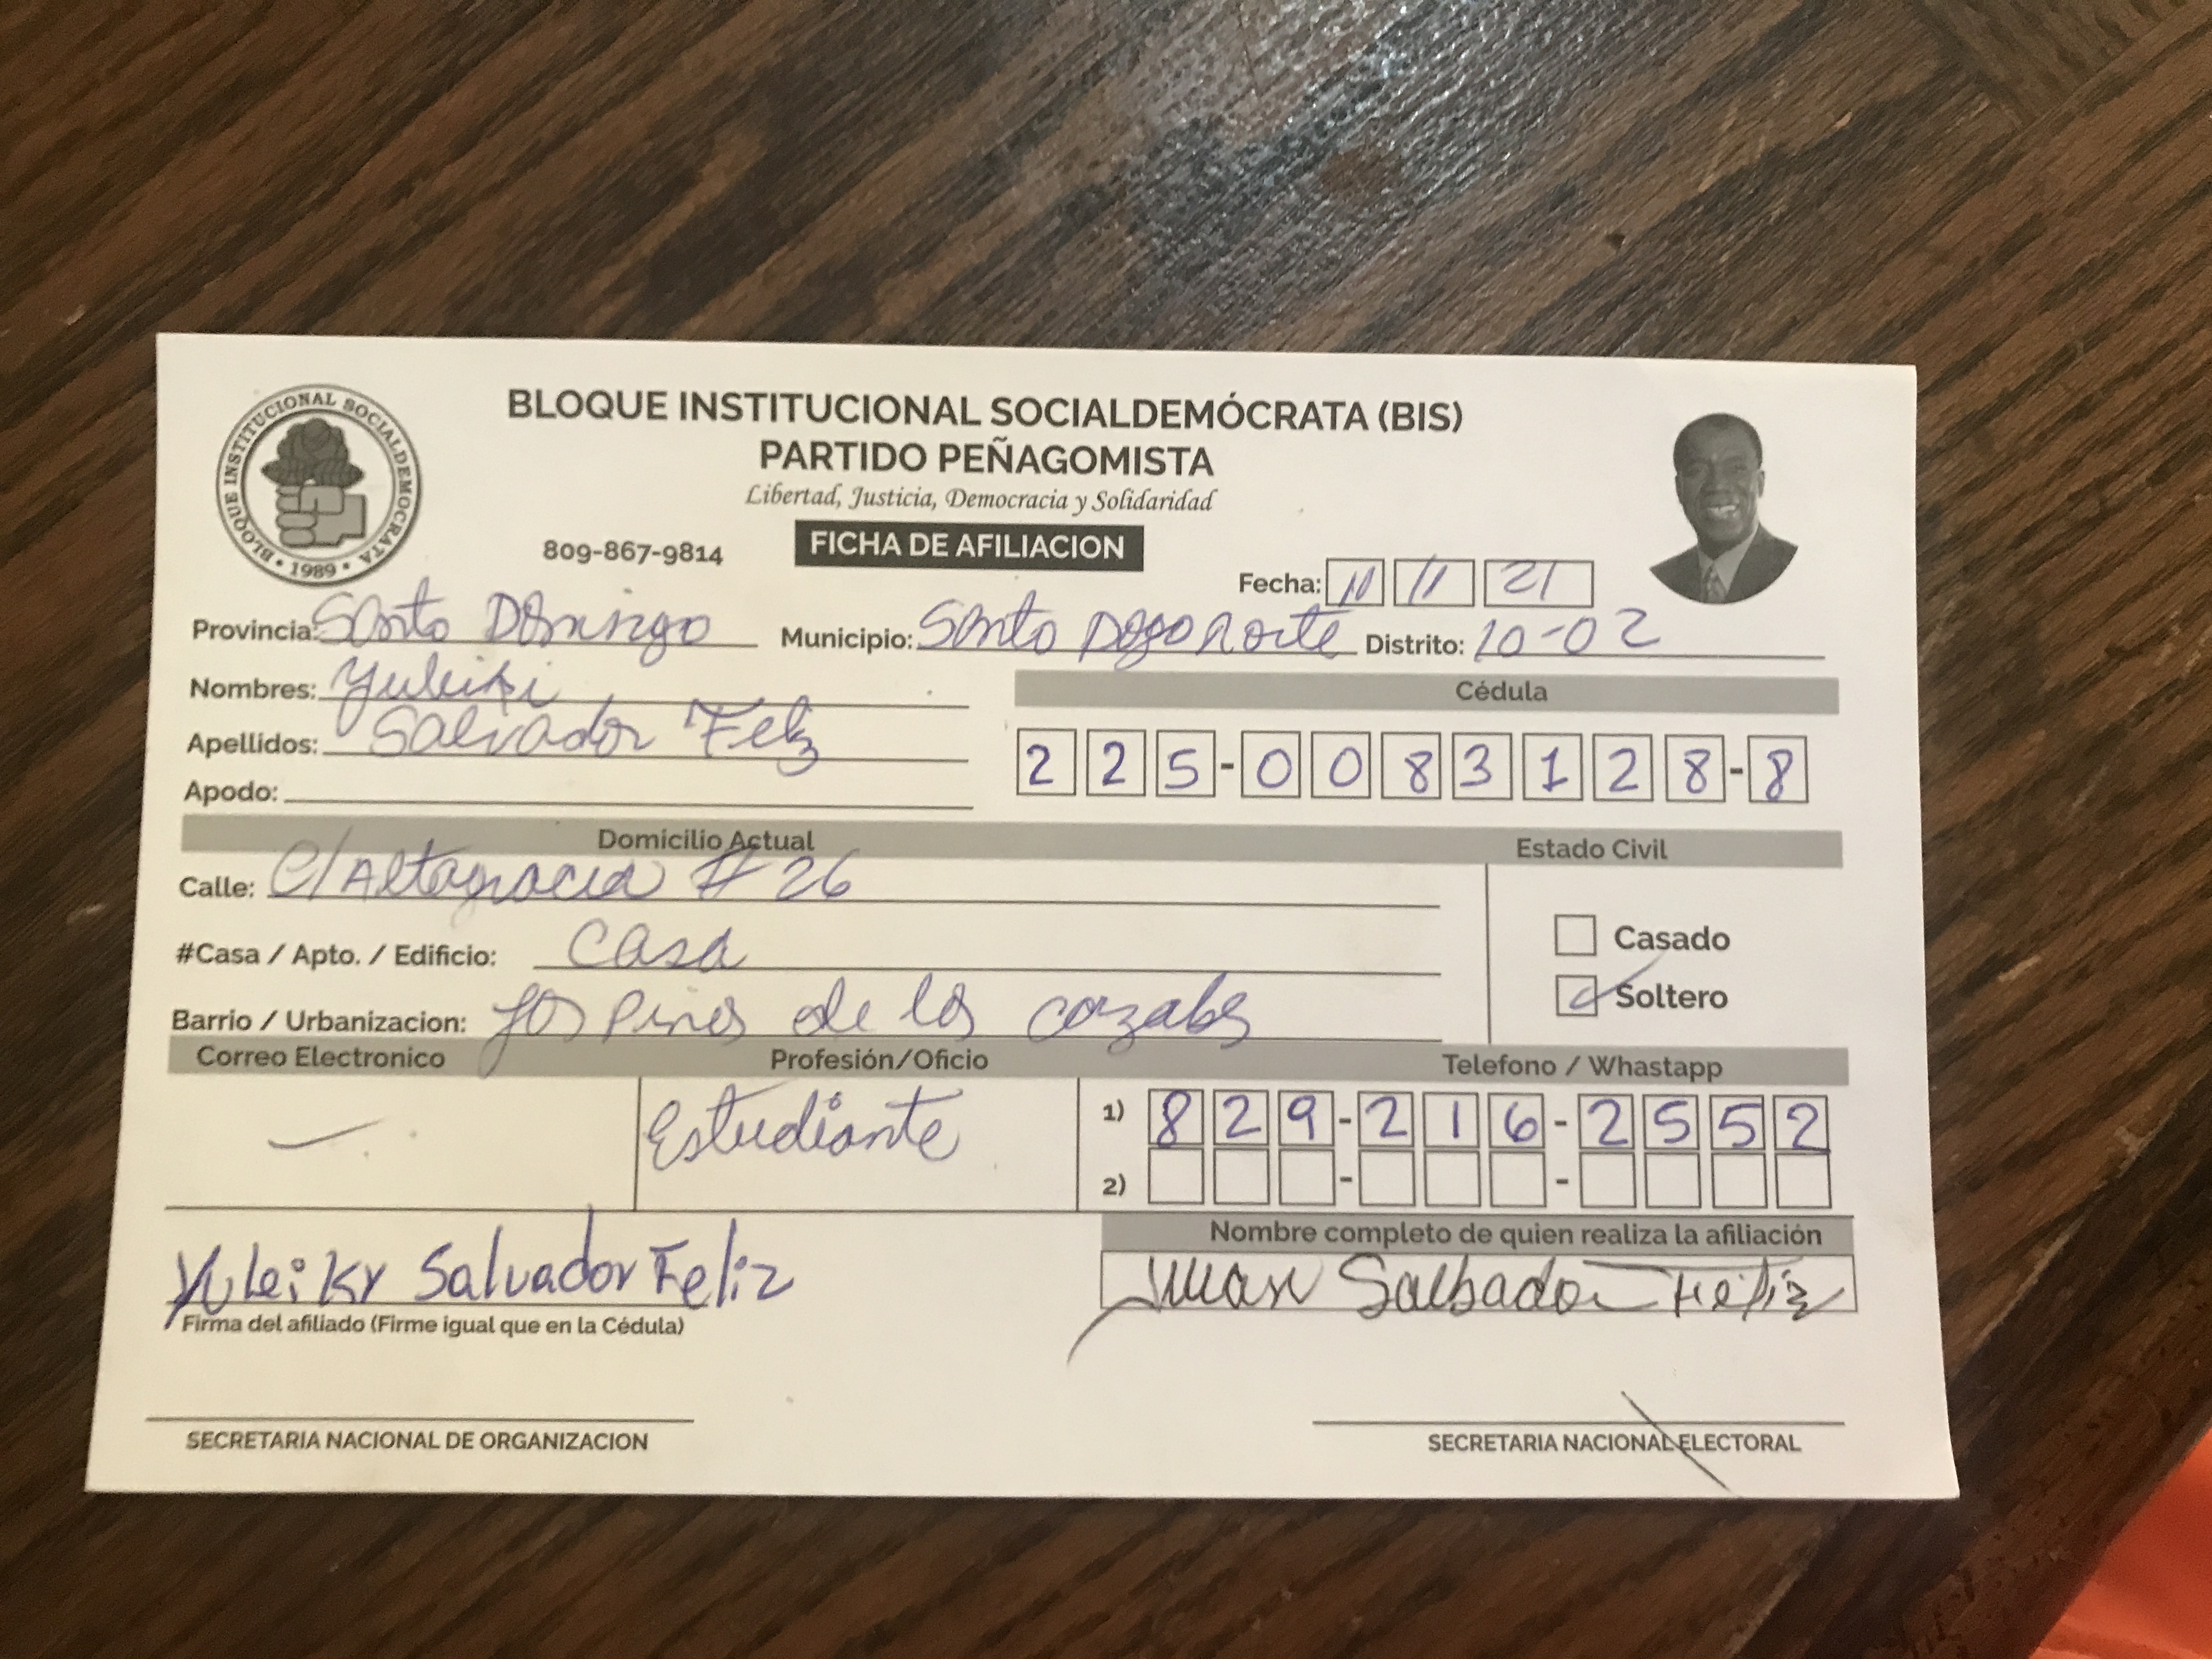 BLOQUE INSTITUCIONAL SOCIALDEMOCRATA • 1989 •
BLOQUE INSTITUCIONAL SOCIALDEMÓCRATA (BIS)
PARTIDO PEÑAGOMISTA
Libertad, Justicia, Democracia y Solidaridad
809-867-9814 FICHA DE AFILIACION
Fecha: 11 21
Provincia: Santo Domingo Municipio: Santo Dgo norte Distrito: 10-02
Nombres: Cédula
Apellidos: Salvador Feliz 225-0083128-8
Apodo:
Domicilio Actual Estado Civil
Calle: C/Altagracia # 26
#Casa / Apto. / Edificio: Casa Casado
Barrio / Urbanizacion: Los Pinos de los Soltero
Correo Electronico Profesión/Oficio Telefono / Whastapp
Estudiante 1) 829-216-2552
2) - -
Nombre completo de quien realiza la afiliación
Yuleiky Salvador Feliz Juan Salbador Feliz
Firma del afiliado (Firme igual que en la Cédula)
SECRETARIA NACIONAL DE ORGANIZACION SECRETARIA NACIONAL ELECTORAL